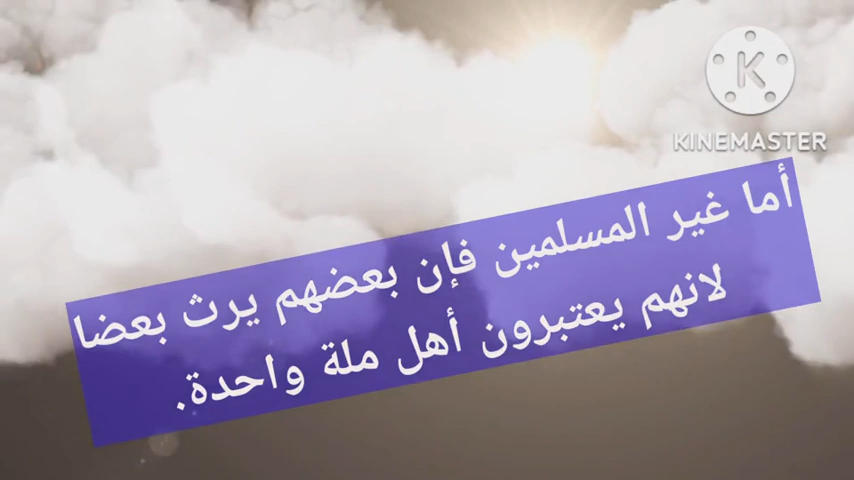 KINEMASTER
أما غير المسلمين فإن بعضهم يرث بعضا
لانهم يعتبرون أهل ملة واحدة.